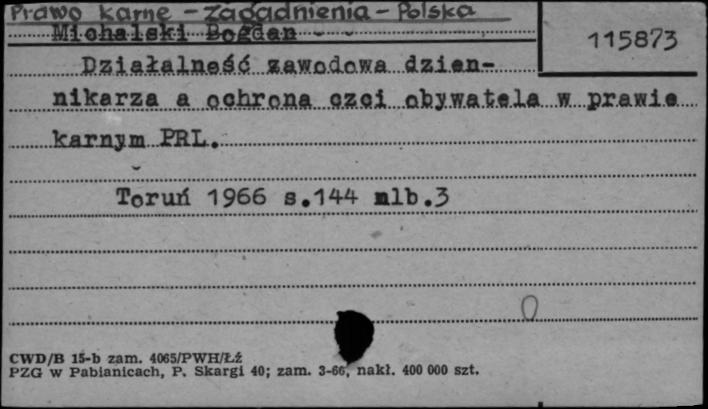 Prawo karne - zagadnienia - Polska
Michalski Bogdan
115873
Działalność zawodowa dzien-
nikarza a ochrona czci obywatela w prawie
karnym PRL.
Toruń 1966 s.144 nlb.3
0
CWD/B 15-b zam. 4065/PWH/Łź
PZG w Pabianicach, P. Skargi 40; zam. 3-66, nakł. 400 000 szt.